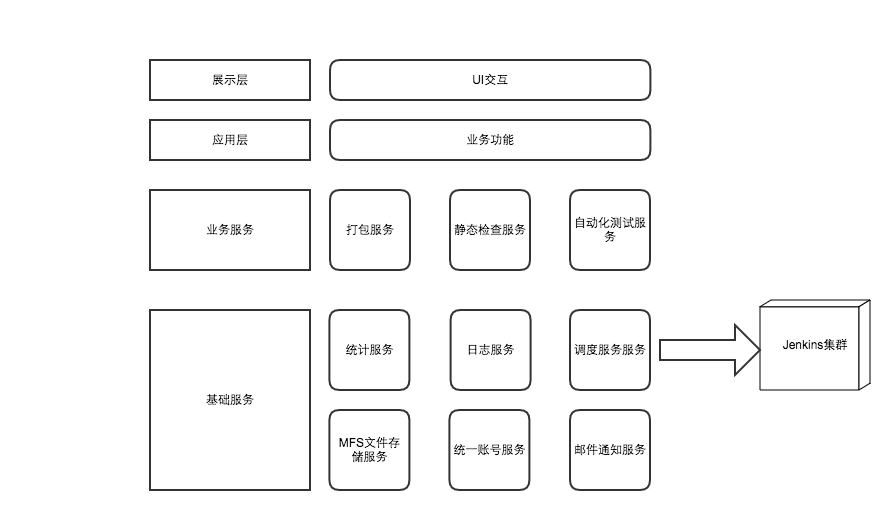 展示层
UI交互
应用层
业务功能
业务服务
打包服务
静态检查服务
自动化测试服
务
基础服务
统计服务
日志服务
调度服务服务
Jenkins集群
MFS文件存
储服务
统一账号服务
邮件通知服务